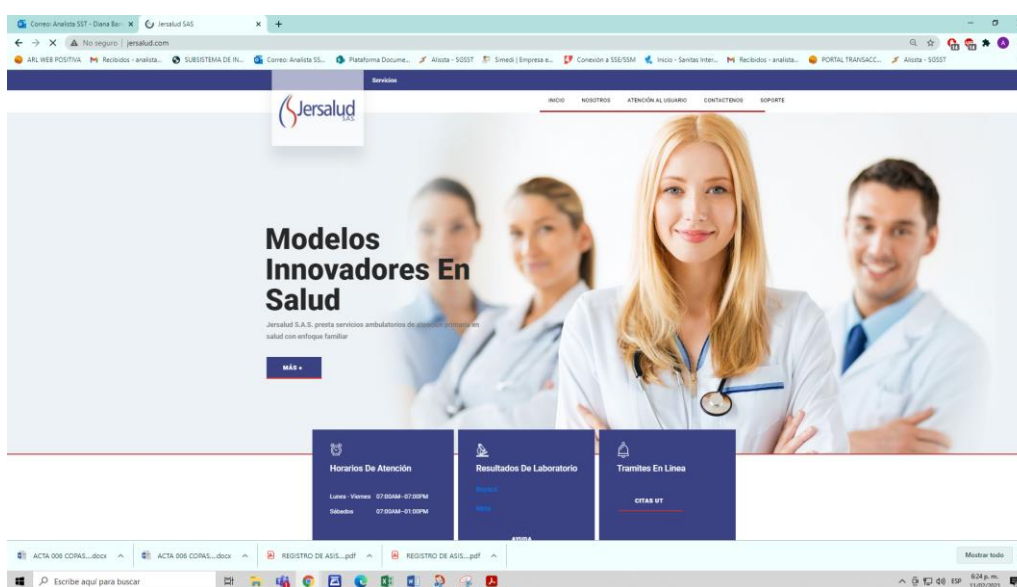 Correo: Analista SST - Diana Bar
Jersalud SAS
No seguro | jersalud.com
ARL WEB POSITIVA
Recibidos - analista...
SUBSISTEMA DE IN...
Correo: Analista SS...
Plataforma Docume...
Alissta - SGSST
Simedi | Empresa e...
Conexión a SSE/SSM
Inicio - Sanitas Inter...
Recibidos - analista...
PORTAL TRANSACC...
Alissta - SGSST
Servicios
Jersalud
S.A.S.
INICIO NOSOTROS ATENCIÓN AL USUARIO CONTACTENOS SOPORTE
Modelos
Innovadores En
Salud
Jersalud S.A.S. presta servicios ambulatorios de atención primaria en
salud con enfoque familiar
MÁS +
Horarios De Atención
Lunes - Viernes 07:00AM–07:00PM
Sábados 07:00AM–01:00PM
Resultados De Laboratorio
Boyacá
Meta
AYUDA
Tramites En Linea
CITAS UT
ACTA 006 COPAS....docx
ACTA 006 COPAS....docx
REGISTRO DE ASIS....pdf
REGISTRO DE ASIS....pdf
Mostrar todo
Escribe aquí para buscar
ESP
6:24 p. m.
11/02/2021